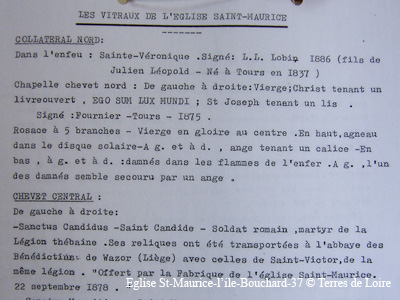 LES VITRAUX DE L'EGLISE SAINT-MAURICE
COLLATERAL NORD:
Dans l'enfeu : Sainte-Véronique .Signé: L.L. Lobin 1886 (fils de
Julien Léopold - Né à Tours en 1837 )
Chapelle chevet nord : De gauche à droite:Vierge;Christ tenant un
livreouvert , EGO SUM LUX MUNDI ; St Joseph tenant un lis .
Signé :Fournier -Tours - 1875 .
Rosace à 5 branches - Vierge en gloire au centre .En haut,agneau
dans le disque solaire-A g. et à d. , ange tenant un calice -En
bas , à g. et à d. :damnés dans les flammes de l'enfer .A g. ,l'un
des damnés semble secouru par un ange .
CHEVET CENTRAL :
De gauche à droite:
-Sanctus Candidus -Saint Candide - Soldat romain ,martyr de la
Légion thébaine .Ses reliques ont été transportées à l'abbaye des
Bénédictins de Wazor (Liège) avec celles de Saint-Victor,de la
même légion . "Offert par la Fabrique de l'église Saint-Maurice.
22 septembre 1878 .
Eglise St-Maurice-l'ile-Bouchard-37 © Terres de Loire